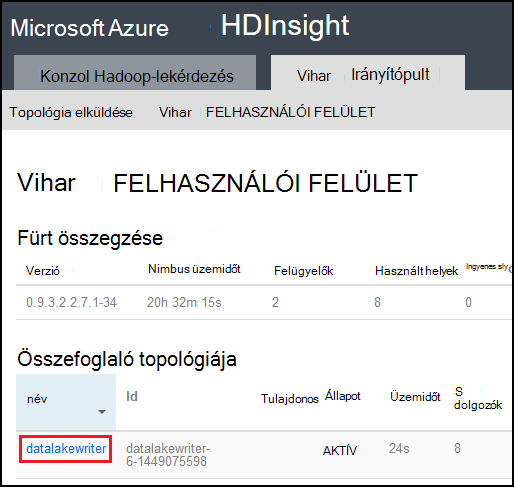 Microsoft Azure HDInsight
Konzol Hadoop-lekérdezés Vihar Irányítópult
Topológia elküldése Vihar FELHASZNÁLÓI FELÜLET
Vihar FELHASZNÁLÓI FELÜLET
Fürt összegzése
Verzió Nimbus üzemidőt Felügyelők Használt helyek Ingyenes
0.9.3.2.2.7.1-34 20h 32m 15s 2 8 0
Összefoglaló topológiája
név Id Tulajdonos Állapot Üzemidőt S dolgozók
datalakewriter datalakewriter- AKTÍV 24s 8
6-1449075598